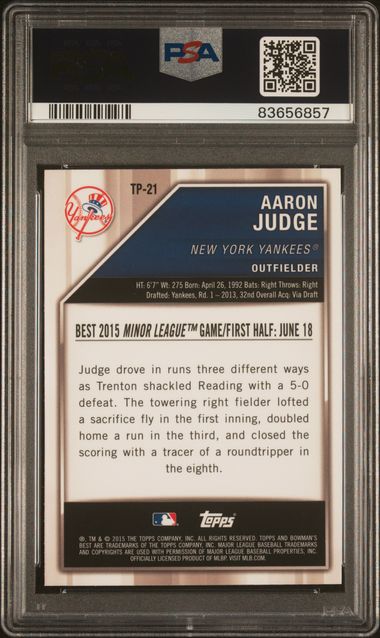 PSA
83656857
TP-21
Yankees
AARON
JUDGE
NEW YORK YANKEES®
OUTFIELDER
HT: 6'7" Wt: 275 Born: April 26, 1992 Bats: Right Throws: Right
Drafted: Yankees, Rd. 1 – 2013, 32nd Overall Acq: Via Draft
BEST 2015 MINOR LEAGUE™ GAME/FIRST HALF: JUNE 18
Judge drove in runs three different ways
as Trenton shackled Reading with a 5-0
defeat. The towering right fielder lofted
a sacrifice fly in the first inning, doubled
home a run in the third, and closed the
scoring with a tracer of a roundtripper in
the eighth.
topps
®, TM & © 2015 THE TOPPS COMPANY, INC. ALL RIGHTS RESERVED. TOPPS AND BOWMAN'S
BEST ARE TRADEMARKS OF THE TOPPS COMPANY, INC. MAJOR LEAGUE BASEBALL TRADEMARKS
AND COPYRIGHTS ARE USED WITH PERMISSION OF MAJOR LEAGUE BASEBALL PROPERTIES, INC.
OFFICIALLY LICENSED PRODUCT OF MLBP. VISIT MLB.COM.
PSA